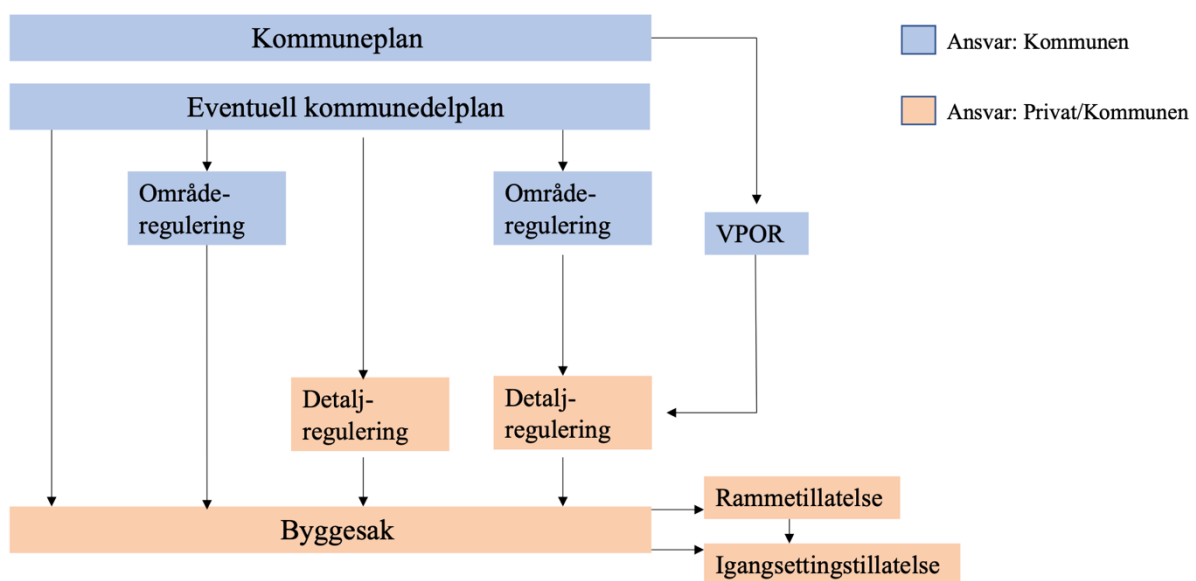 Kommuneplan
Ansvar: Kommunen
Eventuell kommunedelplan
Ansvar: Privat/Kommunen
Område-
regulering
Område-
regulering
VPOR
Detalj-
regulering
Detalj-
regulering
Rammetillatelse
Byggesak
Igangsettingstillatelse